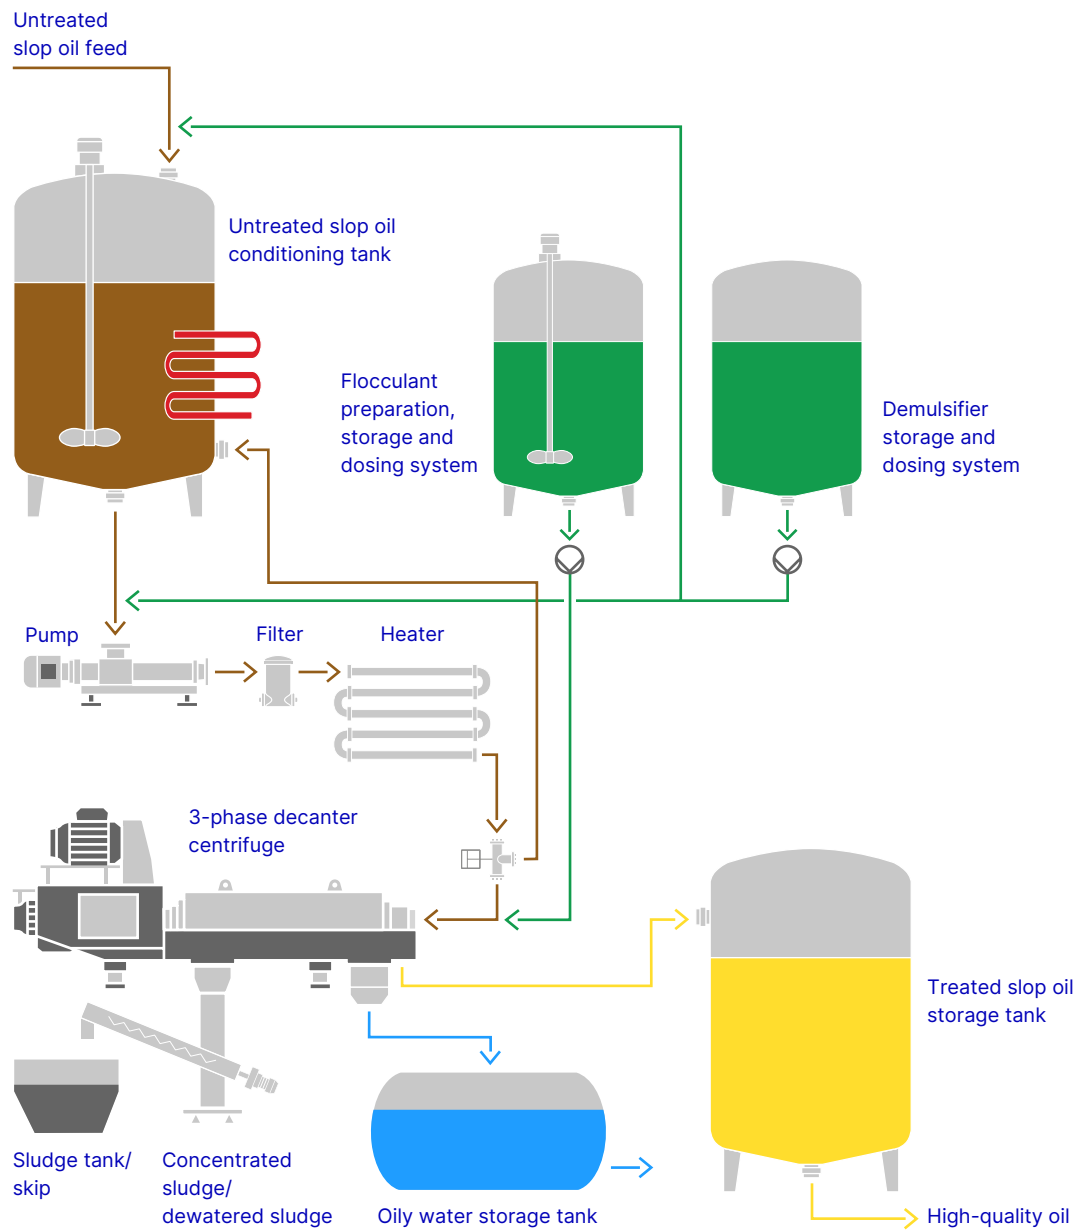 Untreated
slop oil feed
Untreated slop oil
conditioning tank
Flocculant
preparation,
storage and
dosing system
Demulsifier
storage and
dosing system
Pump
Filter
Heater
3-phase decanter
centrifuge
Treated slop oil
storage tank
Sludge tank/
skip
Concentrated
sludge/
dewatered sludge
Oily water storage tank
High-quality oil